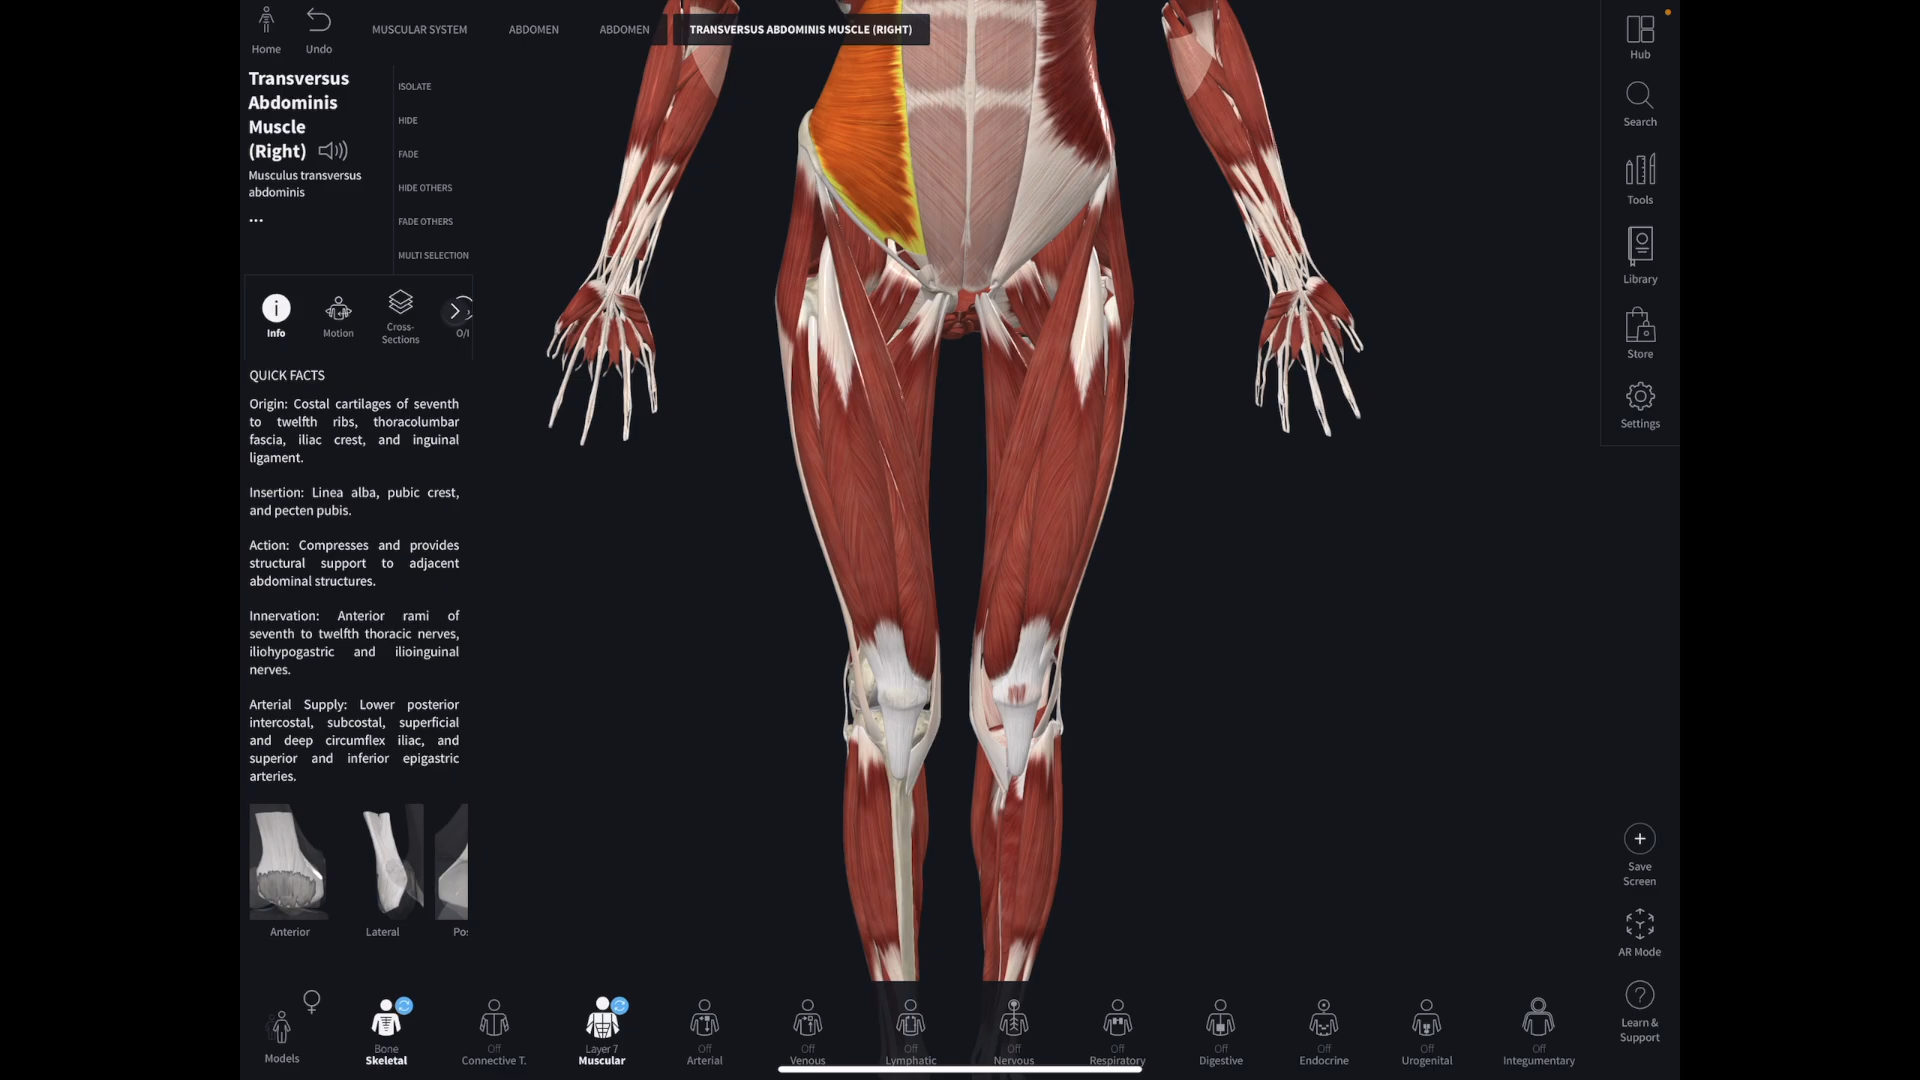 Home
Undo
MUSCULAR SYSTEM
ABDOMEN
ABDOMEN
TRANSVERSUS ABDOMINIS MUSCLE (RIGHT)
Transversus
Abdominis
Muscle
(Right)
Musculus transversus
abdominis
...
ISOLATE
HIDE
FADE
HIDE OTHERS
FADE OTHERS
MULTI SELECTION
Info
Motion
Cross-
Sections
O/I
QUICK FACTS
Origin: Costal cartilages of seventh
to twelfth ribs, thoracolumbar
fascia, iliac crest, and inguinal
ligament.
Insertion: Linea alba, pubic crest,
and pecten pubis.
Action: Compresses and provides
structural support to adjacent
abdominal structures.
Innervation: Anterior rami of
seventh to twelfth thoracic nerves,
iliohypogastric and ilioinguinal
nerves.
Arterial Supply: Lower posterior
intercostal, subcostal, superficial
and deep circumflex iliac, and
superior and inferior epigastric
arteries.
Anterior
Lateral
Pos
Hub
Search
Tools
Library
Store
Settings
Save
Screen
AR Mode
Learn &
Support
Models
Bone
Skeletal
Off
Connective T.
Layer 7
Muscular
Off
Arterial
Off
Venous
Off
Lymphatic
Off
Nervous
Off
Respiratory
Off
Digestive
Off
Endocrine
Off
Urogenital
Off
Integumentary